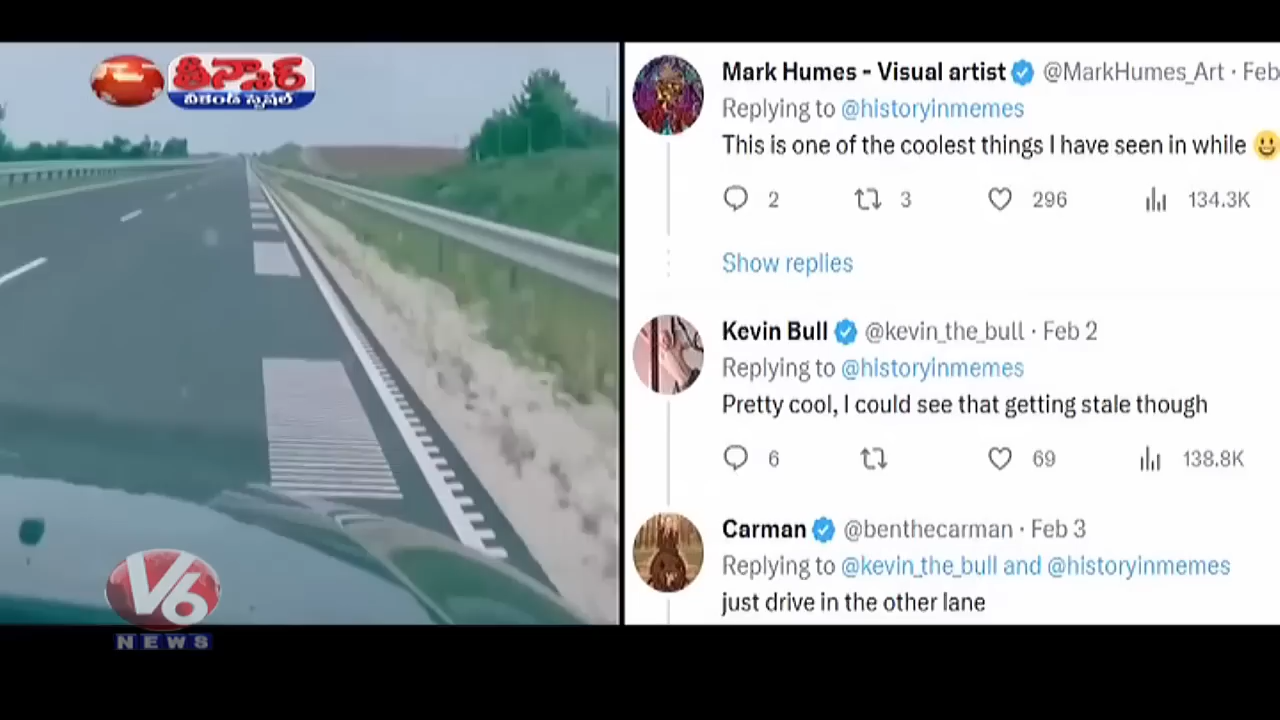 తీన్మార్
వీకెండ్ స్పెషల్
V6
NEWS
Mark Humes - Visual artist @MarkHumes_Art · Feb
Replying to @historyinmemes
This is one of the coolest things I have seen in while 😀
2 3 296 134.3K
Show replies
Kevin Bull @kevin_the_bull · Feb 2
Replying to @historyinmemes
Pretty cool, I could see that getting stale though
6 69 138.8K
Carman @benthecarman · Feb 3
Replying to @kevin_the_bull and @historyinmemes
just drive in the other lane